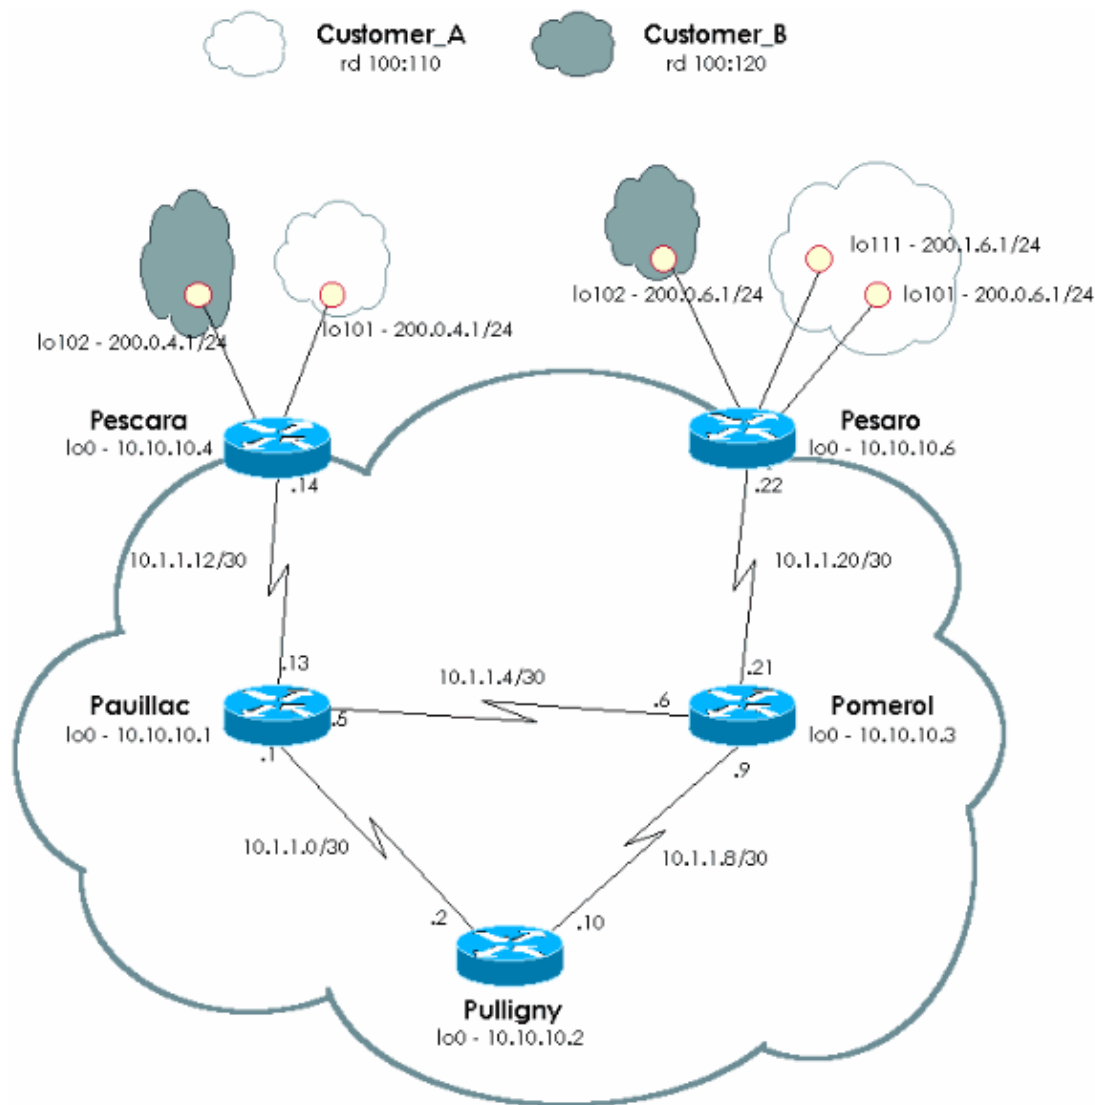 Customer_A
rd 100:110
Customer_B
rd 100:120
lo111 - 200.1.6.1/24
lo102 - 200.0.6.1/24
lo101 - 200.0.6.1/24
lo102 - 200.0.4.1/24
lo101 - 200.0.4.1/24
Pescara
lo0 - 10.10.10.4
.14
Pesaro
lo0 - 10.10.10.6
.22
10.1.1.12/30
10.1.1.20/30
.13
.21
10.1.1.4/30
Pauillac
lo0 - 10.10.10.1
.5
.1
.6
Pomerol
lo0 - 10.10.10.3
.9
10.1.1.0/30
10.1.1.8/30
.2
.10
Pulligny
lo0 - 10.10.10.2